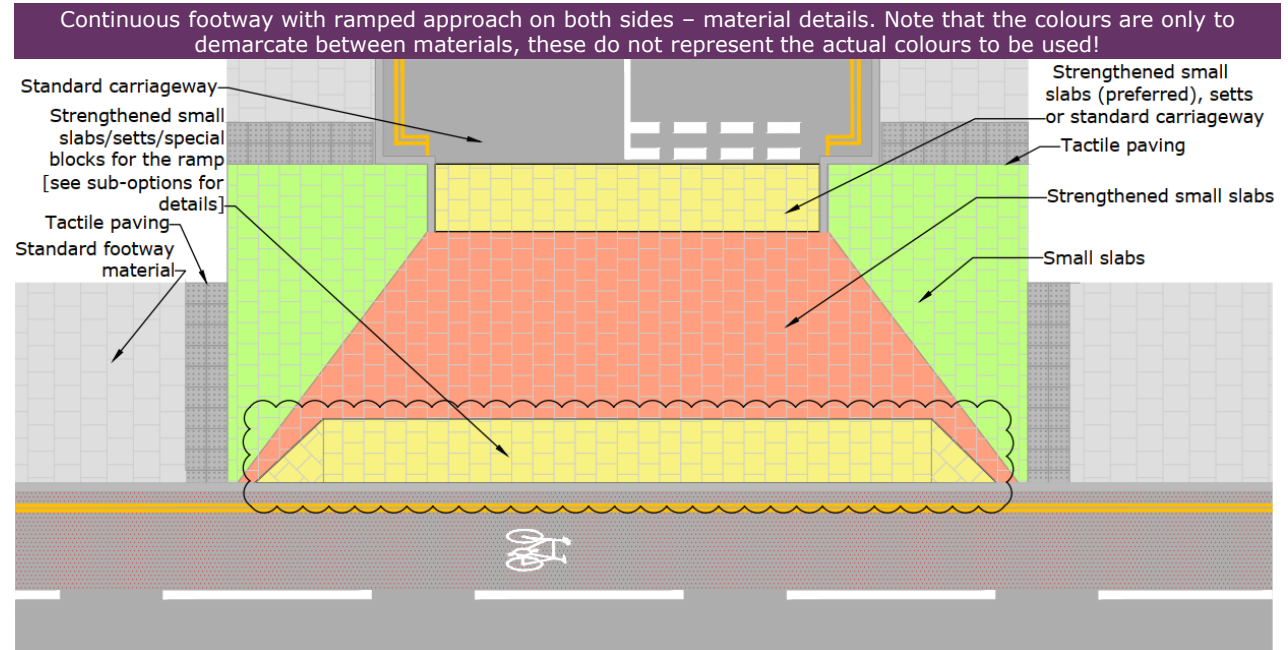 Continuous footway with ramped approach on both sides – material details. Note that the colours are only to
demarcate between materials, these do not represent the actual colours to be used!
Standard carriageway
Strengthened small
slabs/setts/special
blocks for the ramp
[see sub-options for
details]
Tactile paving
Standard footway
material
Strengthened small
slabs (preferred), setts
or standard carriageway
Tactile paving
Strengthened small slabs
Small slabs